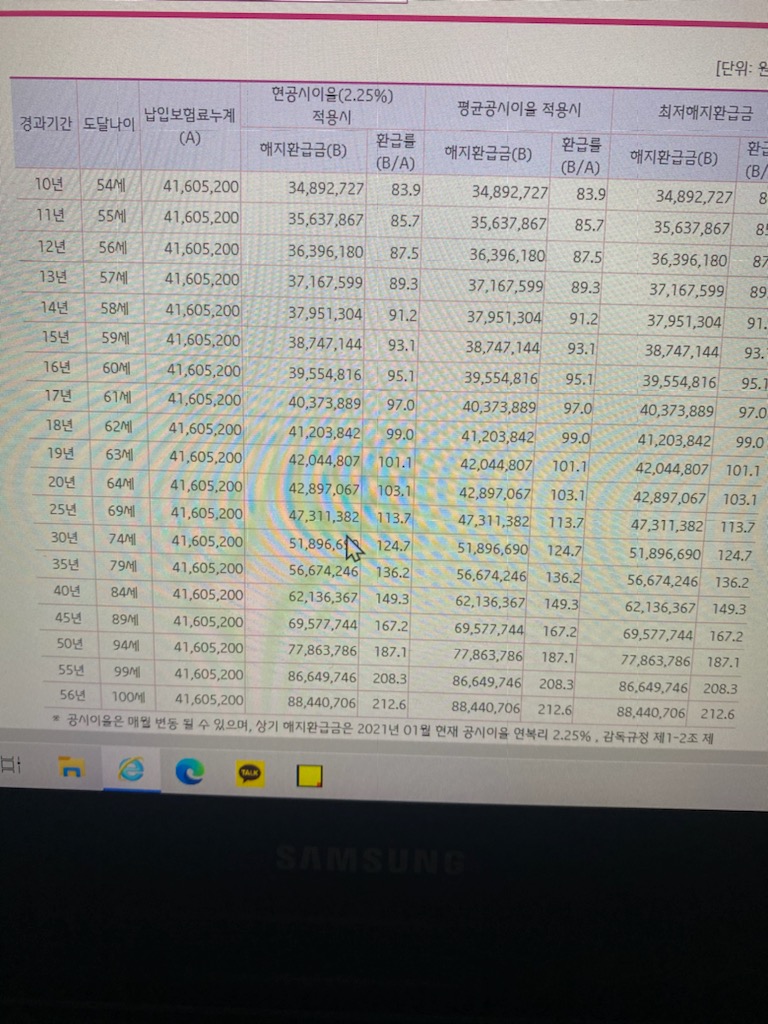 [단위: 원
경과기간 도달나이 납입보험료누계 (A) 현공시이율(2.25%) 적용시 평균공시이율 적용시 최저해지환급금
해지환급금(B) 환급률 (B/A) 해지환급금(B) 환급률 (B/A) 해지환급금(B)
10년 54세 41,605,200 34,892,727 83.9 34,892,727 83.9 34,892,727
11년 55세 41,605,200 35,637,867 85.7 35,637,867 85.7 35,637,867
12년 56세 41,605,200 36,396,180 87.5 36,396,180 87.5 36,396,180 87
13년 57세 41,605,200 37,167,599 89.3 37,167,599 89.3 37,167,599 89
14년 58세 41,605,200 37,951,304 91.2 37,951,304 91.2 37,951,304 91.
15년 59세 41,605,200 38,747,144 93.1 38,747,144 93.1 38,747,144 93.
16년 60세 41,605,200 39,554,816 95.1 39,554,816 95.1 39,554,816 95.1
17년 61세 41,605,200 40,373,889 97.0 40,373,889 97.0 40,373,889 97.0
18년 62세 41,605,200 41,203,842 99.0 41,203,842 99.0 41,203,842 99.0
19년 63세 41,605,200 42,044,807 101.1 42,044,807 101.1 42,044,807 101.1
20년 64세 41,605,200 42,897,067 103.1 42,897,067 103.1 42,897,067 103.1
25년 69세 41,605,200 47,311,382 113.7 47,311,382 113.7 47,311,382 113.7
30년 74세 41,605,200 51,896,690 124.7 51,896,690 124.7 51,896,690 124.7
35년 79세 41,605,200 56,674,246 136.2 56,674,246 136.2 56,674,246 136.2
40년 84세 41,605,200 62,136,367 149.3 62,136,367 149.3 62,136,367 149.3
45년 89세 41,605,200 69,577,744 167.2 69,577,744 167.2 69,577,744 167.2
50년 94세 41,605,200 77,863,786 187.1 77,863,786 187.1 77,863,786 187.1
55년 99세 41,605,200 86,649,746 208.3 86,649,746 208.3 86,649,746 208.3
56년 100세 41,605,200 88,440,706 212.6 88,440,706 212.6 88,440,706 212.6
* 공시이율은 매월 변동 될 수 있으며, 상기 해지환급금은 2021년 01월 현재 공시이율 연복리 2.25% , 감독규정 제1-2조 제
TALK
SAMSUNG